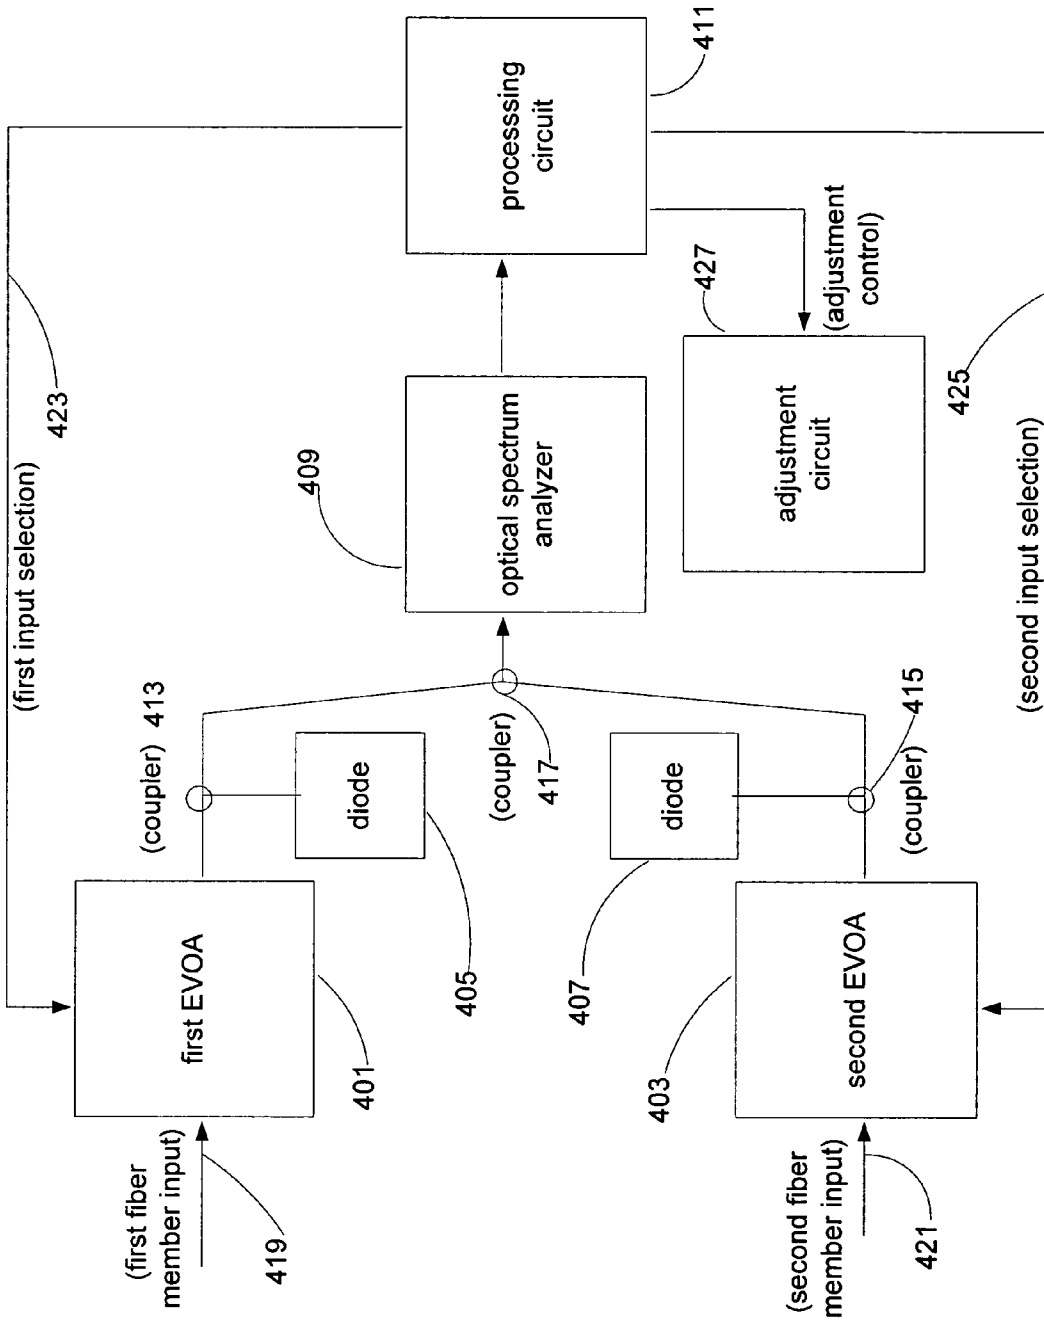 (first input selection)
423
411
processsing
circuit
(adjustment
control)
427
adjustment
circuit
425
409
optical spectrum
analyzer
(second input selection)
(coupler) 413
diode
405
(coupler)
417
diode
407
415
(coupler)
first EVOA
401
second EVOA
403
(first fiber
member input)
419
(second fiber
member input)
421